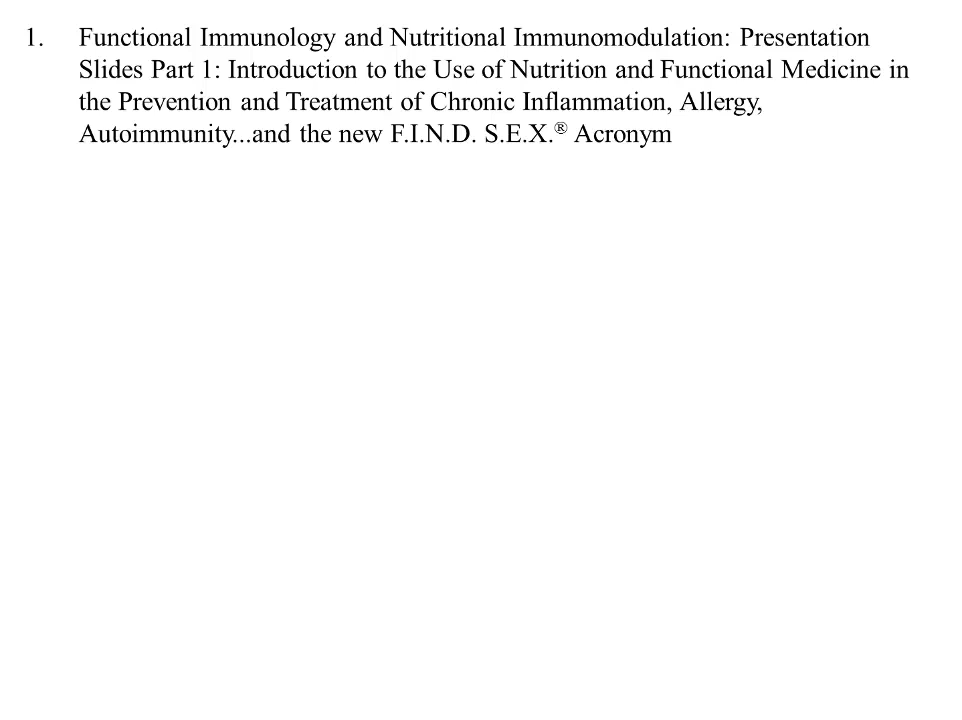 1. Functional Immunology and Nutritional Immunomodulation: Presentation
Slides Part 1: Introduction to the Use of Nutrition and Functional Medicine in
the Prevention and Treatment of Chronic Inflammation, Allergy,
Autoimmunity...and the new F.I.N.D. S.E.X.® Acronym